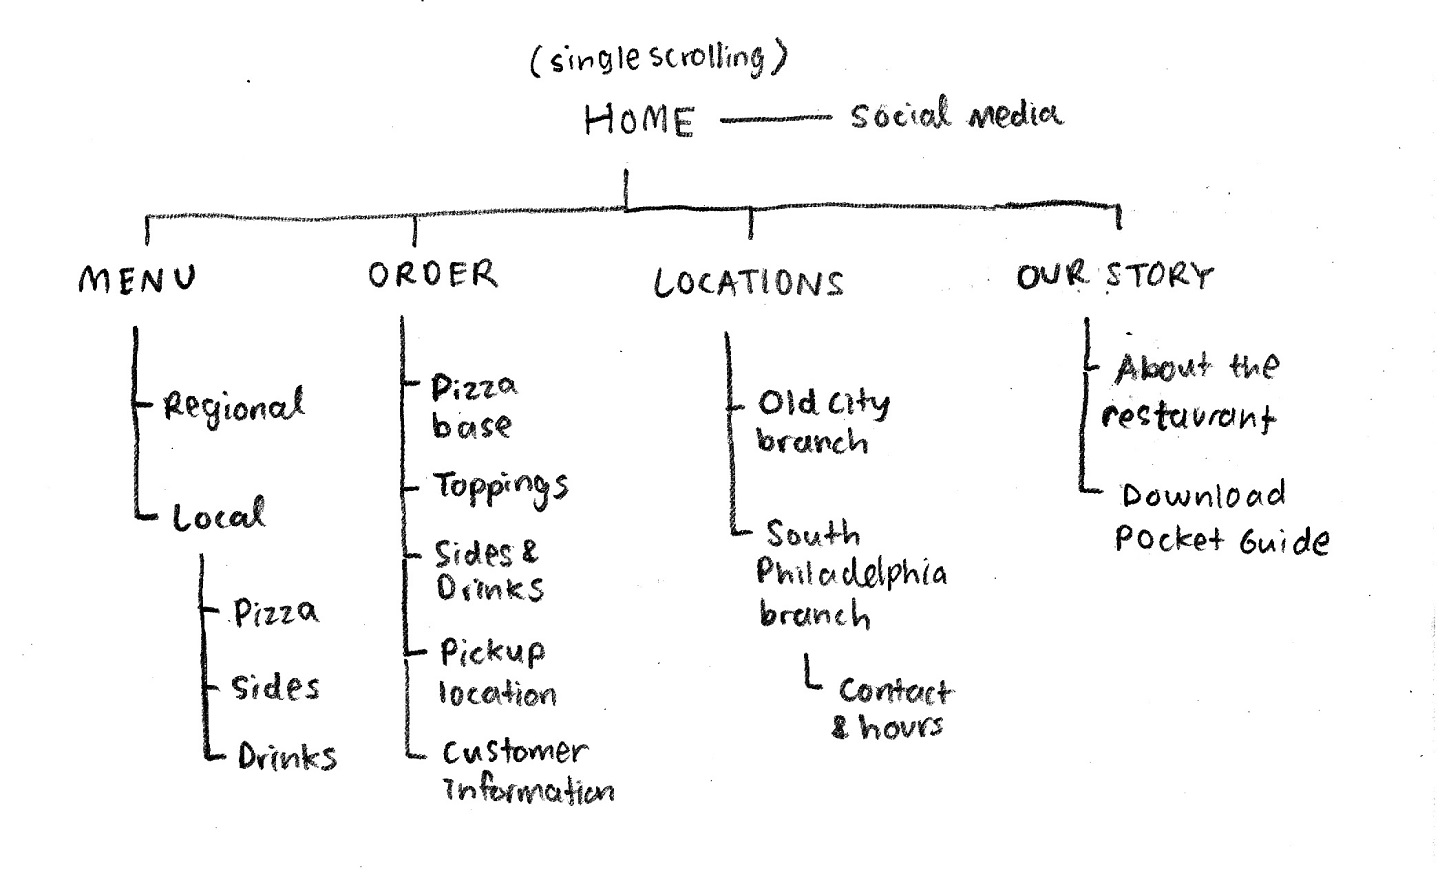 (single scrolling)
HOME — Social media
MENU
Regional
Local
Pizza
Sides
Drinks
ORDER
Pizza
base
Toppings
Sides &
Drinks
Pickup
location
Customer
Information
LOCATIONS
Old City
branch
South
Philadelphia
branch
Contact
& hours
OUR STORY
About the
restaurant
Download
Pocket Guide